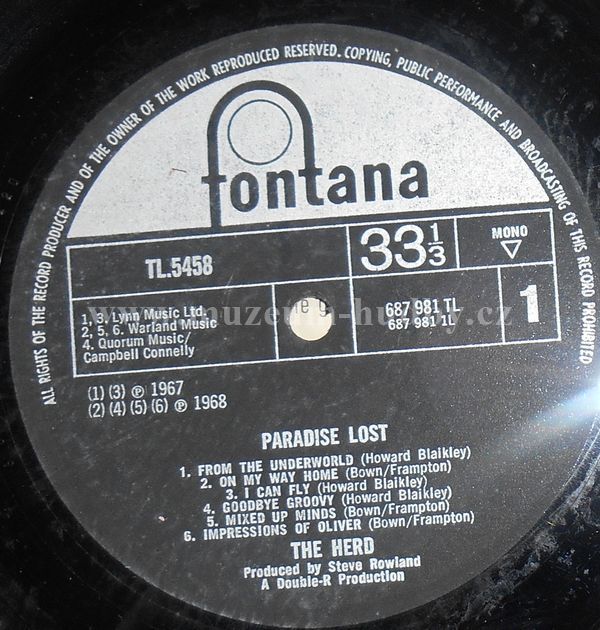 ALL RIGHTS OF THE RECORD PRODUCER AND OF THE OWNER OF THE WORK REPRODUCED RESERVED. COPYING, PUBLIC PERFORMANCE AND BROADCASTING OF THIS RECORD PROHIBITED
fontana
TL.5458
33 1/3
MONO
1. 3. Lynn Music Ltd.
2. 5. 6. Warland Music
4. Quorum Music/
Campbell Connelly
687 981 TL
687 981 1L
1
(1) (3) ℗ 1967
(2) (4) (5) (6) ℗ 1968
PARADISE LOST
1. FROM THE UNDERWORLD (Howard Blaikley)
2. ON MY WAY HOME (Bown/Frampton)
3. I CAN FLY (Howard Blaikley)
4. GOODBYE GROOVY (Howard Blaikley)
5. MIXED UP MINDS (Bown/Frampton)
6. IMPRESSIONS OF OLIVER (Bown/Frampton)
THE HERD
Produced by Steve Rowland
A Double-R Production